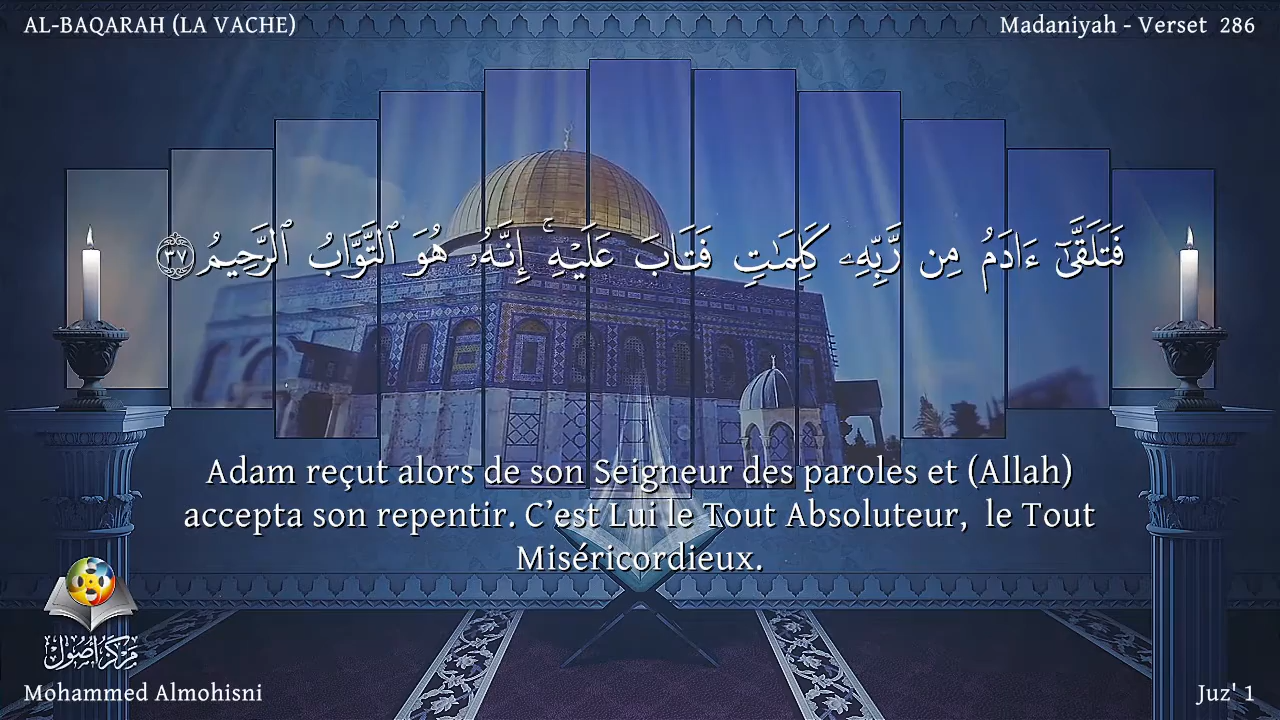 AL-BAQARAH (LA VACHE)
Madaniyah - Verset  286
فَتَلَقَّىٰٓ ءَادَمُ مِن رَّبِّهِۦ كَلِمَـٰتٍ فَتَابَ عَلَيْهِ ۚ إِنَّهُۥ هُوَ ٱلتَّوَّابُ ٱلرَّحِيمُ ٣٧
Adam reçut alors de son Seigneur des paroles et (Allah)
accepta son repentir. C’est Lui le Tout Absoluteur,  le Tout
Miséricordieux.
مركز أصول
Mohammed Almohisni
Juz' 1